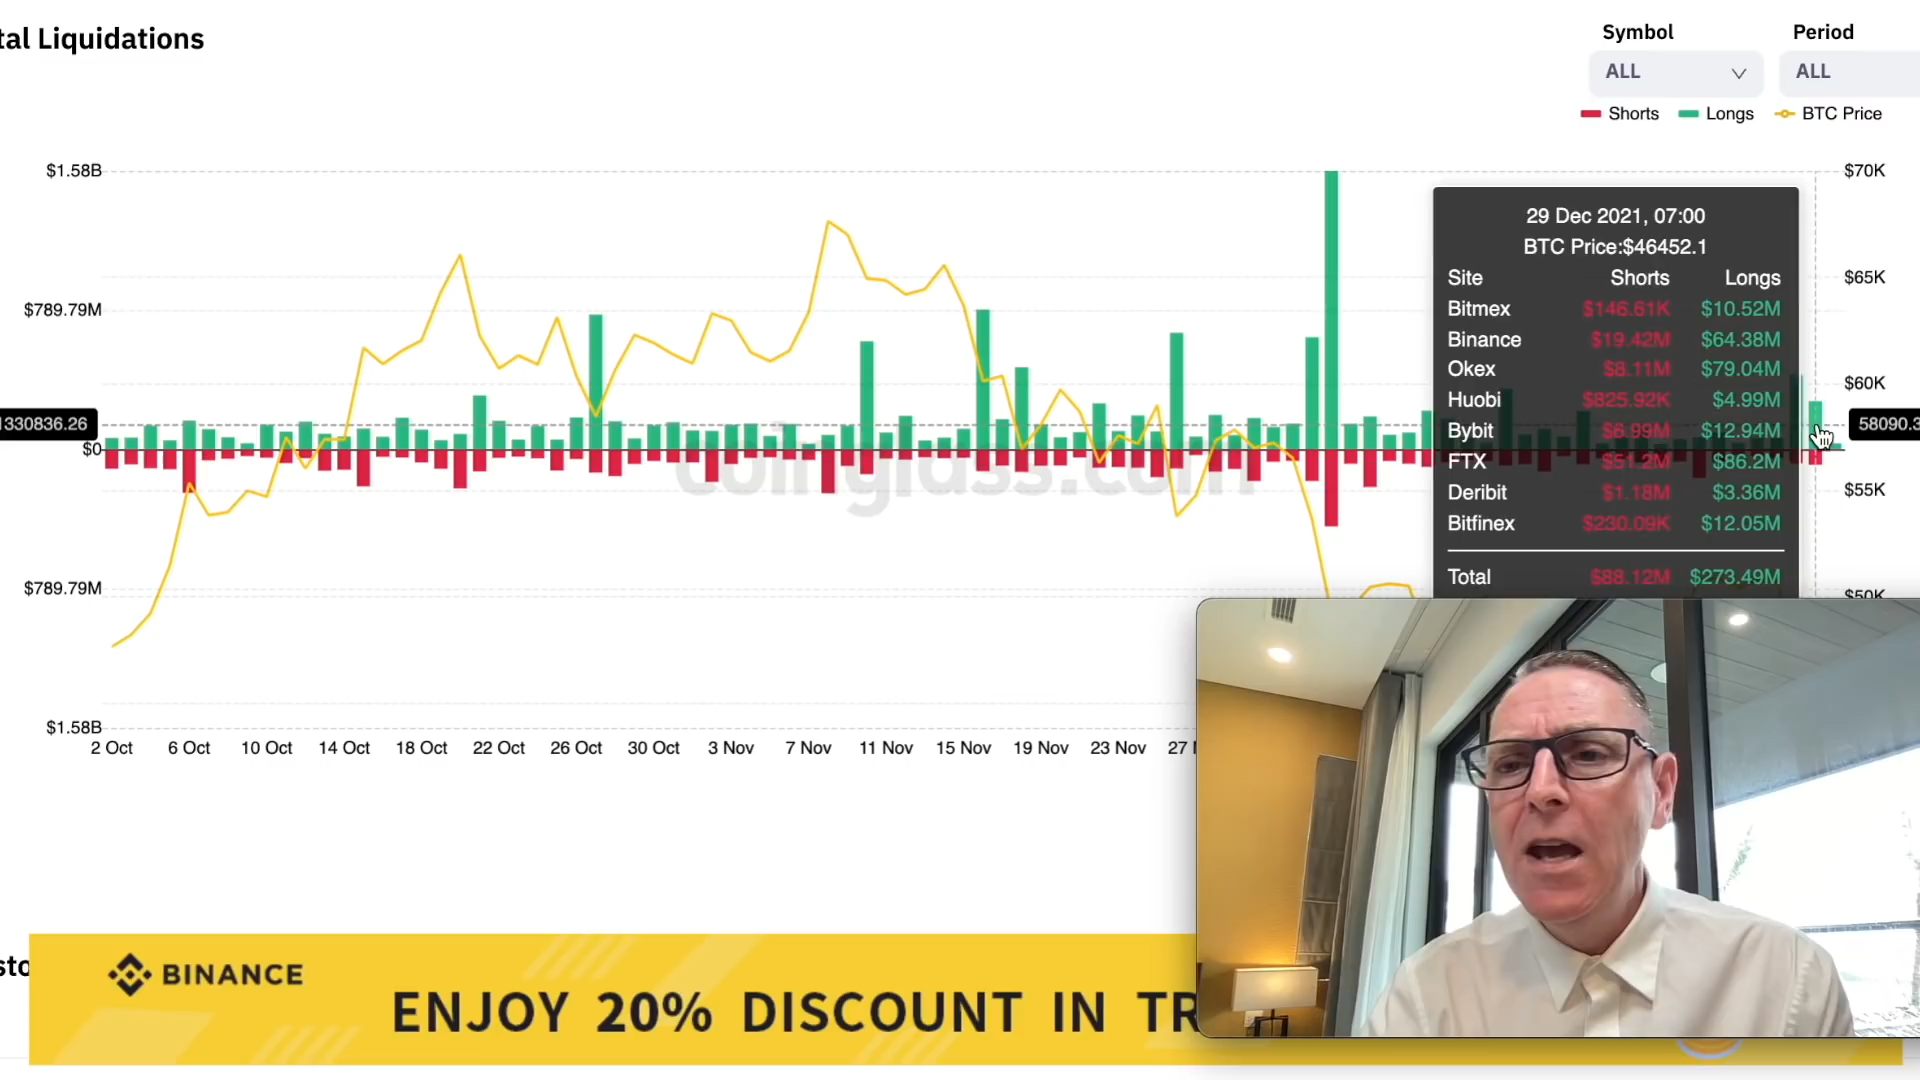 tal Liquidations
Symbol
Period
ALL
ALL
Shorts
Longs
BTC Price
$1.58B
$789.79M
330836.26
$0
$789.79M
$1.58B
$70K
$65K
$60K
58090.3
$55K
$50K
coinglass.com
29 Dec 2021, 07:00
BTC Price:$46452.1
Site Shorts Longs
Bitmex $146.61K $10.52M
Binance $19.42M $64.38M
Okex $8.11M $79.04M
Huobi $825.92K $4.99M
Bybit $6.99M $12.94M
FTX $51.2M $86.2M
Deribit $1.18M $3.36M
Bitfinex $230.09K $12.05M
Total $88.12M $273.49M
2 Oct 6 Oct 10 Oct 14 Oct 18 Oct 22 Oct 26 Oct 30 Oct 3 Nov 7 Nov 11 Nov 15 Nov 19 Nov 23 Nov 27
sto
BINANCE
ENJOY 20% DISCOUNT IN TR